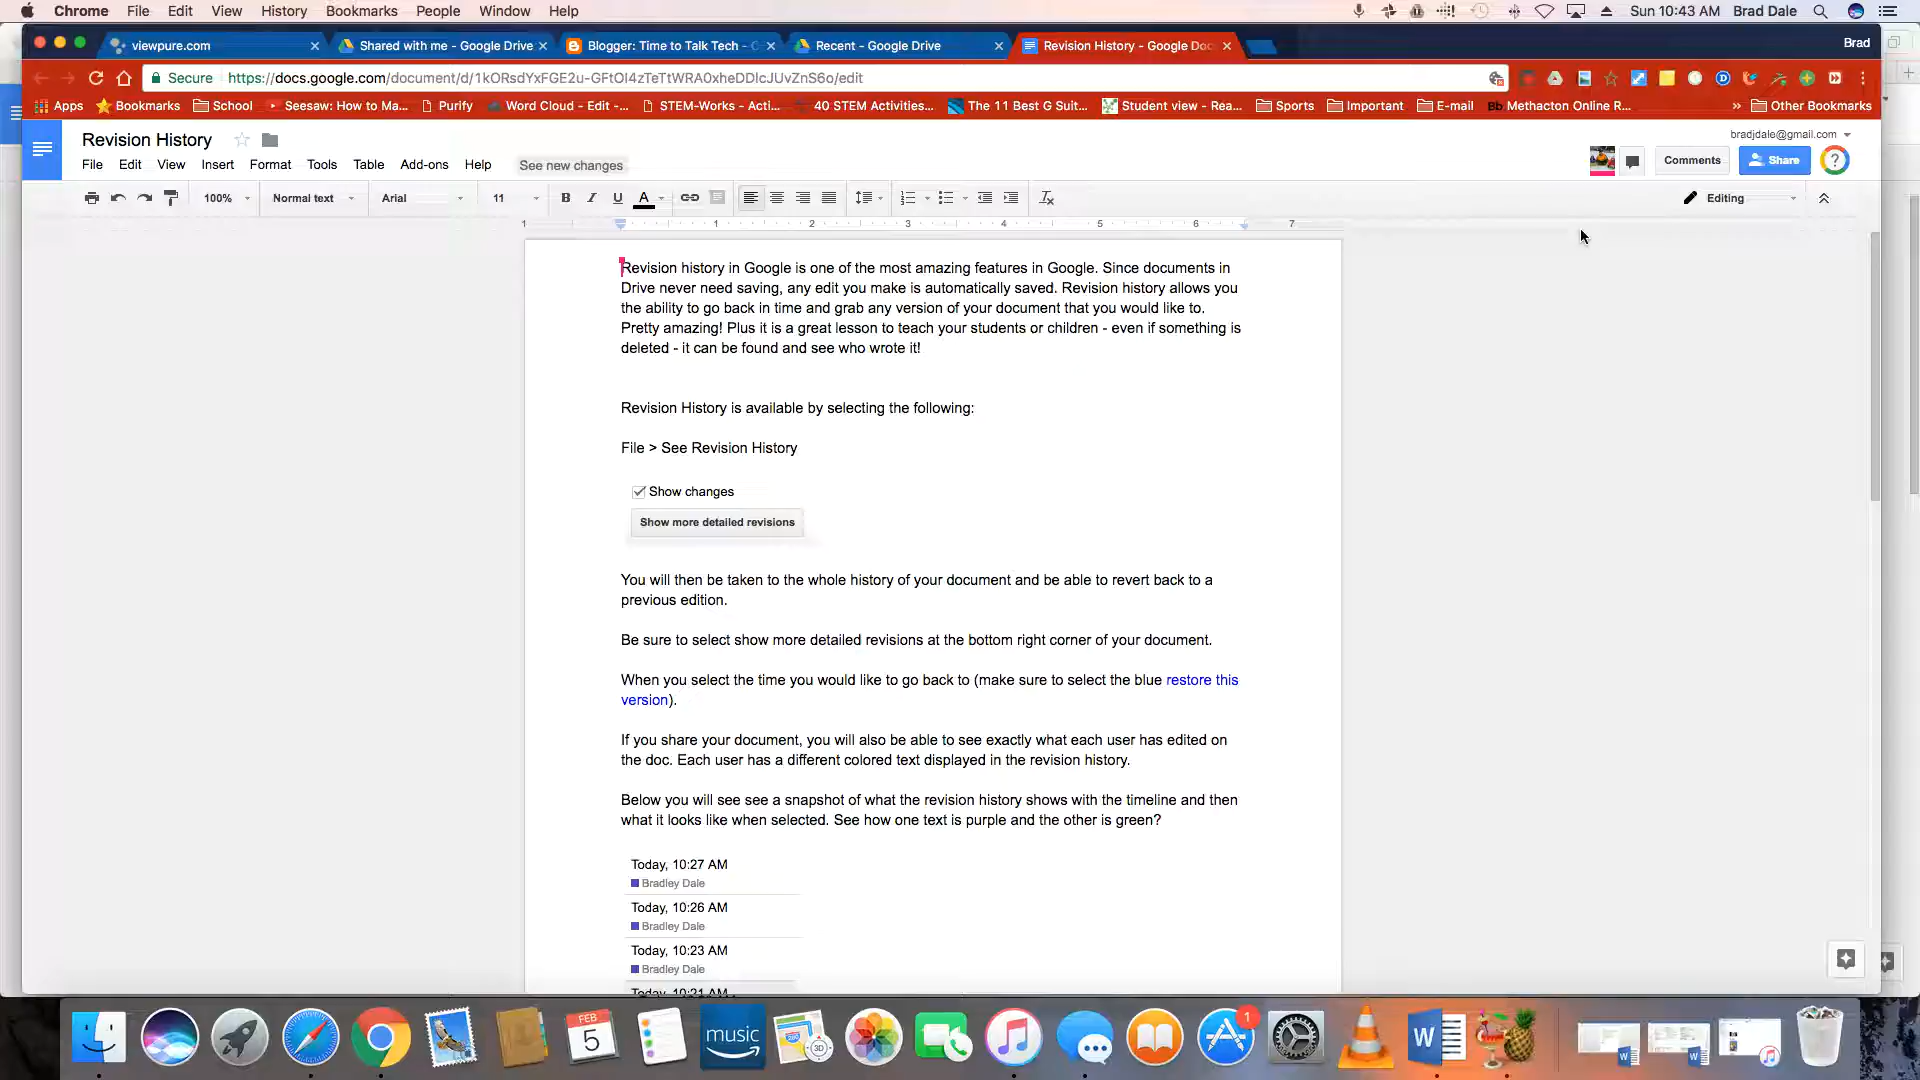 Chrome File Edit View History Bookmarks People Window Help Sun 10:43 AM Brad Dale
viewpure.com Shared with me - Google Drive Blogger: Time to Talk Tech - Recent - Google Drive Revision History - Google Doc Brad
Secure https://docs.google.com/document/d/1kORsdYxFGE2u-GFtOI4zTeTtWRA0xheDDlcJUvZnS6o/edit
Apps Bookmarks School Seesaw: How to Ma... Purify Word Cloud - Edit -... STEM-Works - Acti... 40 STEM Activities... The 11 Best G Suit... Student view - Rea... Sports Important E-mail Bb Methacton Online R... » Other Bookmarks
Revision History bradjdale@gmail.com
File Edit View Insert Format Tools Table Add-ons Help See new changes Comments Share
100% Normal text Arial 11 B I U A Editing
1 1 2 3 4 5 6 7
Revision history in Google is one of the most amazing features in Google. Since documents in
Drive never need saving, any edit you make is automatically saved. Revision history allows you
the ability to go back in time and grab any version of your document that you would like to.
Pretty amazing! Plus it is a great lesson to teach your students or children - even if something is
deleted - it can be found and see who wrote it!
Revision History is available by selecting the following:
File > See Revision History
Show changes
Show more detailed revisions
You will then be taken to the whole history of your document and be able to revert back to a
previous edition.
Be sure to select show more detailed revisions at the bottom right corner of your document.
When you select the time you would like to go back to (make sure to select the blue restore this
version).
If you share your document, you will also be able to see exactly what each user has edited on
the doc. Each user has a different colored text displayed in the revision history.
Below you will see see a snapshot of what the revision history shows with the timeline and then
what it looks like when selected. See how one text is purple and the other is green?
Today, 10:27 AM
Bradley Dale
Today, 10:26 AM
Bradley Dale
Today, 10:23 AM
Bradley Dale
Today, 10:21 AM
FEB
5
music
3D
1
W